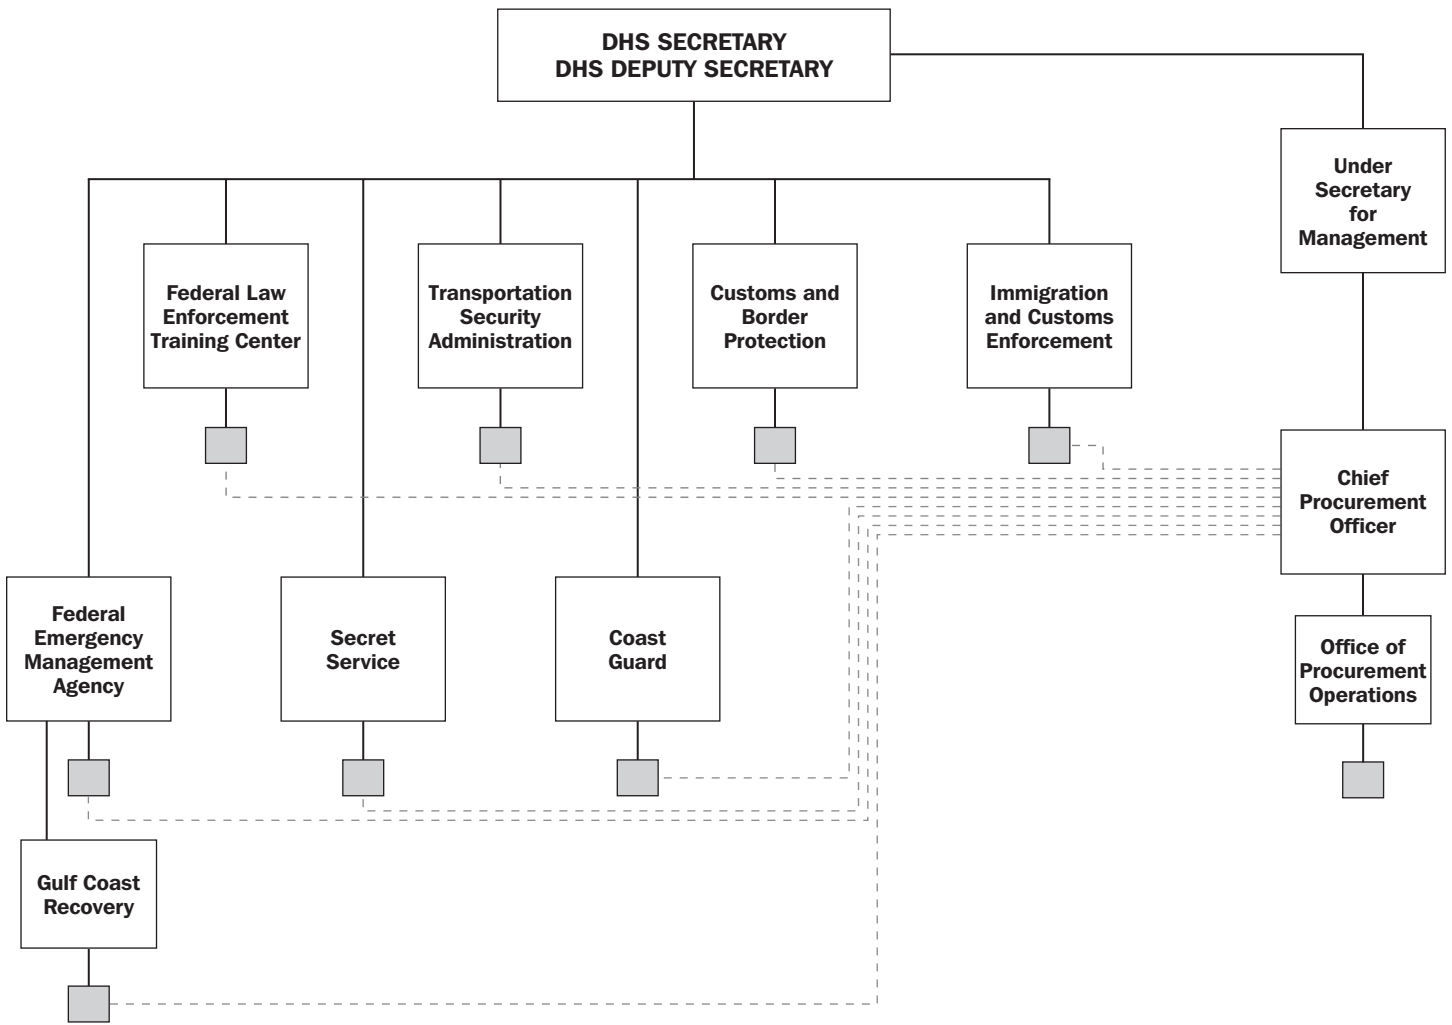 DHS SECRETARY
DHS DEPUTY SECRETARY
Under
Secretary
for
Management
Federal Law
Enforcement
Training Center
Transportation
Security
Administration
Customs and
Border
Protection
Immigration
and Customs
Enforcement
Chief
Procurement
Officer
Federal
Emergency
Management
Agency
Secret
Service
Coast
Guard
Office of
Procurement
Operations
Gulf Coast
Recovery